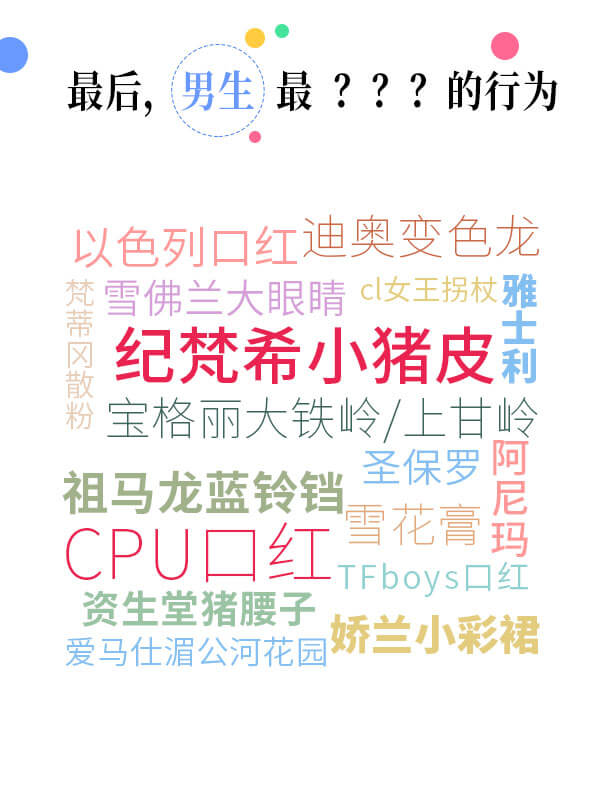 最后，男生最？？？的行为
以色列口红
迪奥变色龙
梵蒂冈散粉
雪佛兰大眼睛
cl女王拐杖
雅士利
纪梵希小猪皮
宝格丽大铁岭/上甘岭
圣保罗
阿尼玛
祖马龙蓝铃铛
雪花膏
CPU口红
TFboys口红
资生堂猪腰子
娇兰小彩裙
爱马仕湄公河花园